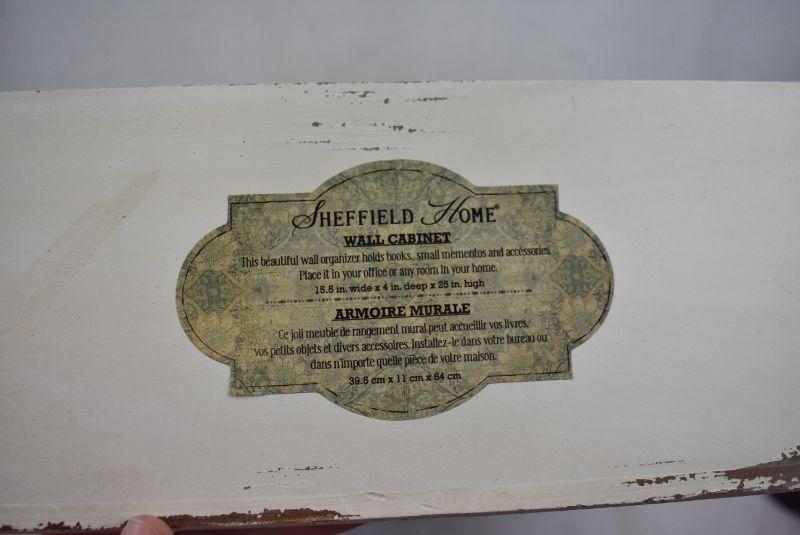 SHEFFIELD HOME®
WALL CABINET
This beautiful wall organizer holds books, small mementos and accessories.
Place it in your office or any room in your home.
15.5 in. wide x 4 in. deep x 25 in. high
ARMOIRE MURALE
Ce joli meuble de rangement mural peut accueillir vos livres,
vos petits objets et divers accessoires. Installez-le dans votre bureau ou
dans n'importe quelle pièce de votre maison.
39.5 cm x 11 cm x 64 cm